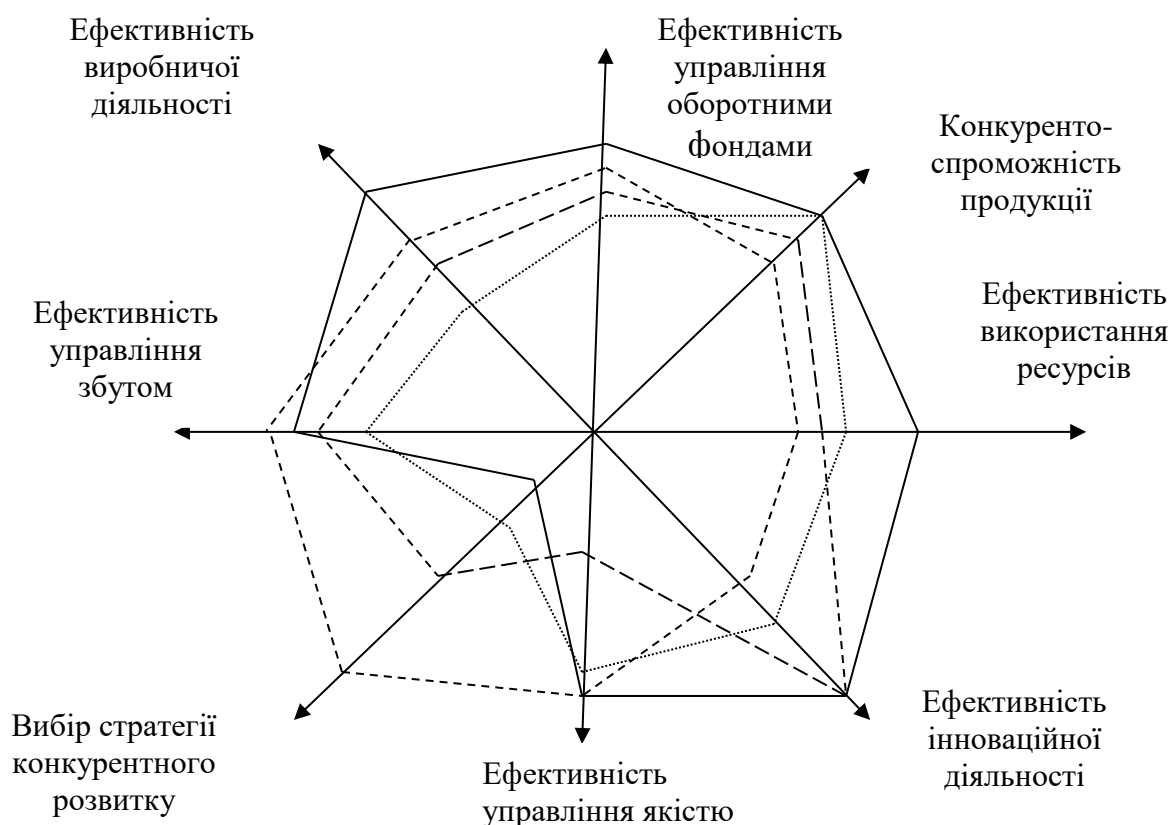 Ефективність
виробничої
діяльності
Ефективність
управління
оборотними
фондами
Конкуренто-
спроможність
продукції
Ефективність
управління
збутом
Ефективність
використання
ресурсів
Вибір стратегії
конкурентного
розвитку
Ефективність
управління якістю
Ефективність
інноваційної
діяльності